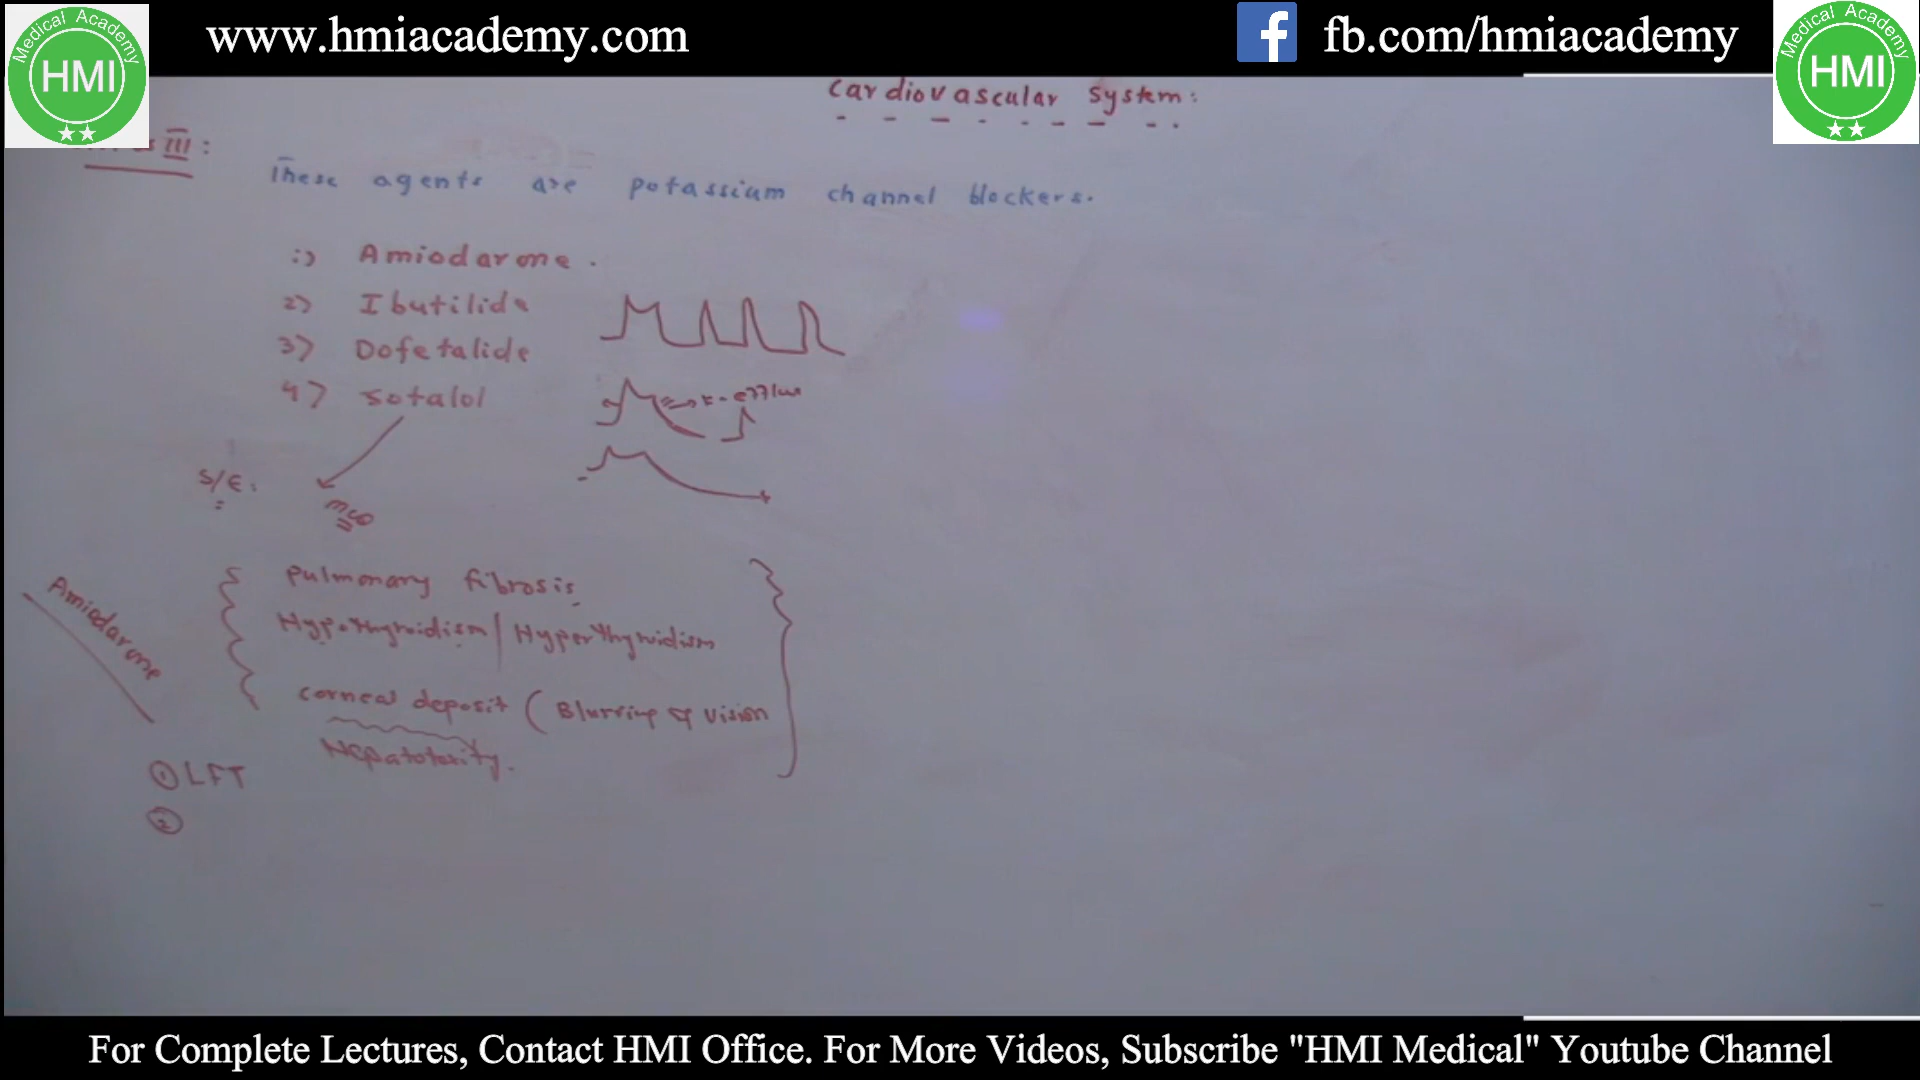 Medical Academy
HMI
www.hmiacademy.com
f fb.com/hmiacademy
Medical Academy
HMI
Cardiovascular System:
III :
These agents are potassium channel blockers.
Amiodarone.
2) Ibutilide
3) Dofetalide
4) Sotalol
K- efflux
S/E:
Amiodarone
pulmonary fibrosis
Hypothyroidism / Hyperthyroidism
corneal deposit ( Blurring of vision
Hepatotoxity.
① LFT
②
For Complete Lectures, Contact HMI Office. For More Videos, Subscribe "HMI Medical" Youtube Channel